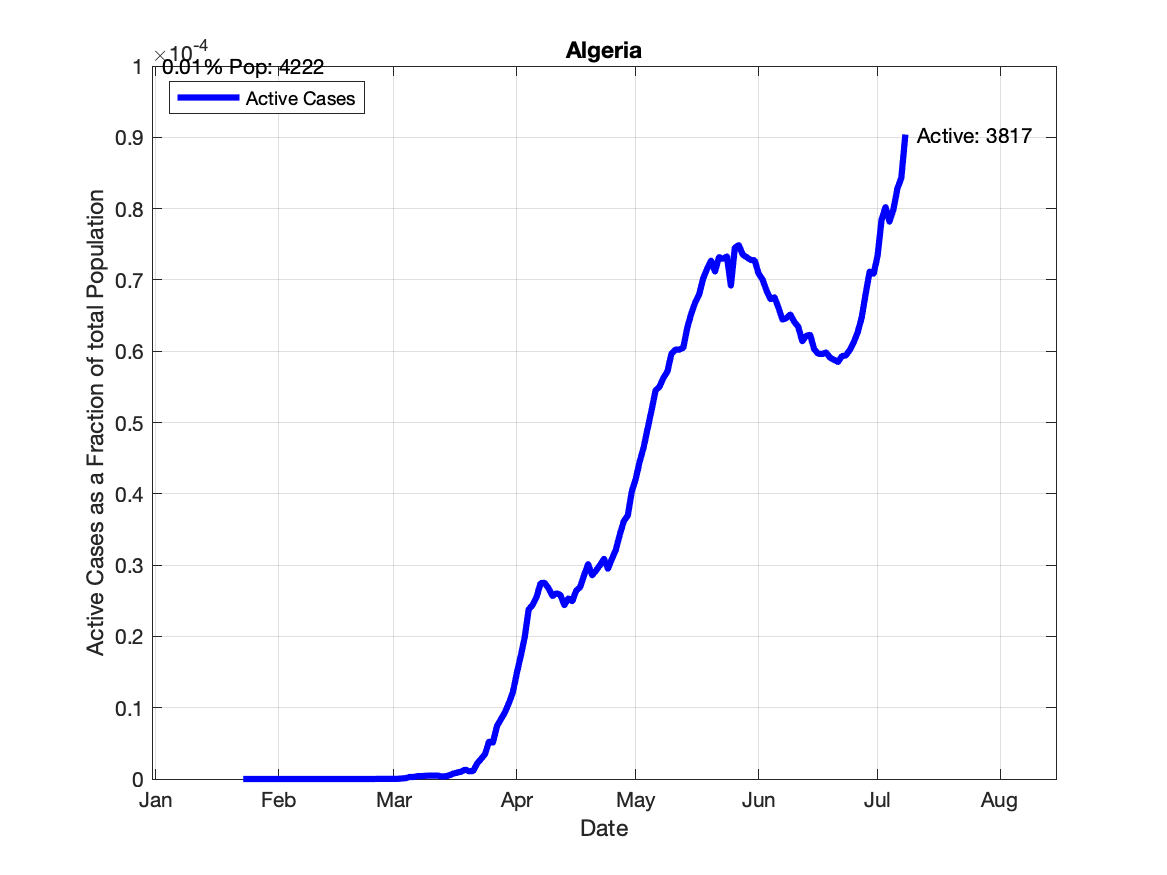 Algeria
×10-4
0.01% Pop: 4222
Active Cases
Active: 3817
Active Cases as a Fraction of total Population
1
0.9
0.8
0.7
0.6
0.5
0.4
0.3
0.2
0.1
0
Jan Feb Mar Apr May Jun Jul Aug
Date